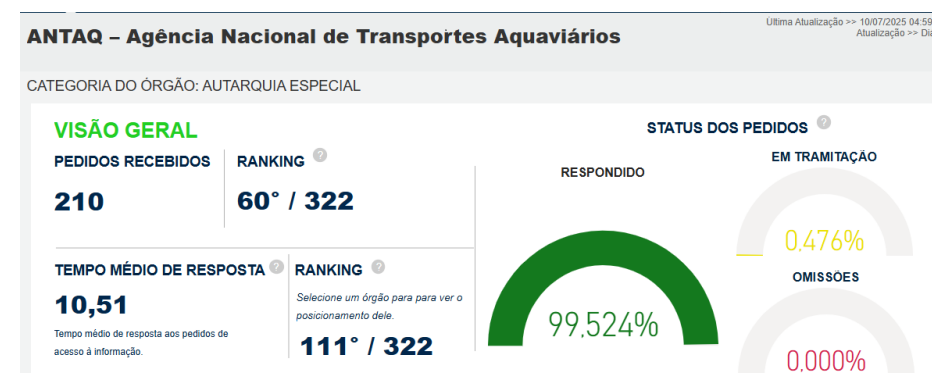 Última Atualização >> 10/07/2025 04:59
Atualização >>
ANTAQ – Agência Nacional de Transportes Aquaviários
CATEGORIA DO ÓRGÃO: AUTARQUIA ESPECIAL
VISÃO GERAL
PEDIDOS RECEBIDOS
210
RANKING ?
60° / 322
TEMPO MÉDIO DE RESPOSTA ?
10,51
Tempo médio de resposta aos pedidos de
acesso à informação.
RANKING ?
Selecione um órgão para para ver o
posicionamento dele.
111° / 322
STATUS DOS PEDIDOS ?
RESPONDIDO
99,524%
EM TRAMITAÇÃO
0,476%
OMISSÕES
0,000%